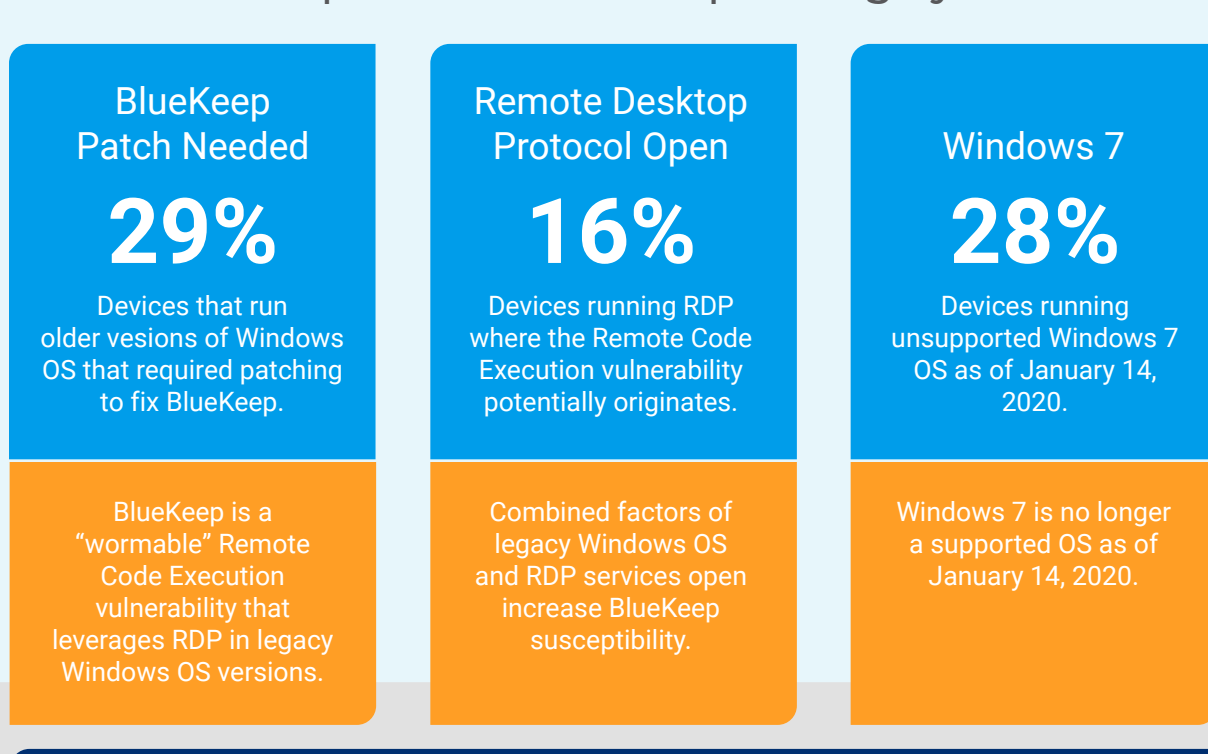 BlueKeep
Patch Needed
29%
Devices that run
older vesions of Windows
OS that required patching
to fix BlueKeep.
BlueKeep is a
“wormable” Remote
Code Execution
vulnerability that
leverages RDP in legacy
Windows OS versions.
Remote Desktop
Protocol Open
16%
Devices running RDP
where the Remote Code
Execution vulnerability
potentially originates.
Combined factors of
legacy Windows OS
and RDP services open
increase BlueKeep
susceptibility.
Windows 7
28%
Devices running
unsupported Windows 7
OS as of January 14,
2020.
Windows 7 is no longer
a supported OS as of
January 14, 2020.